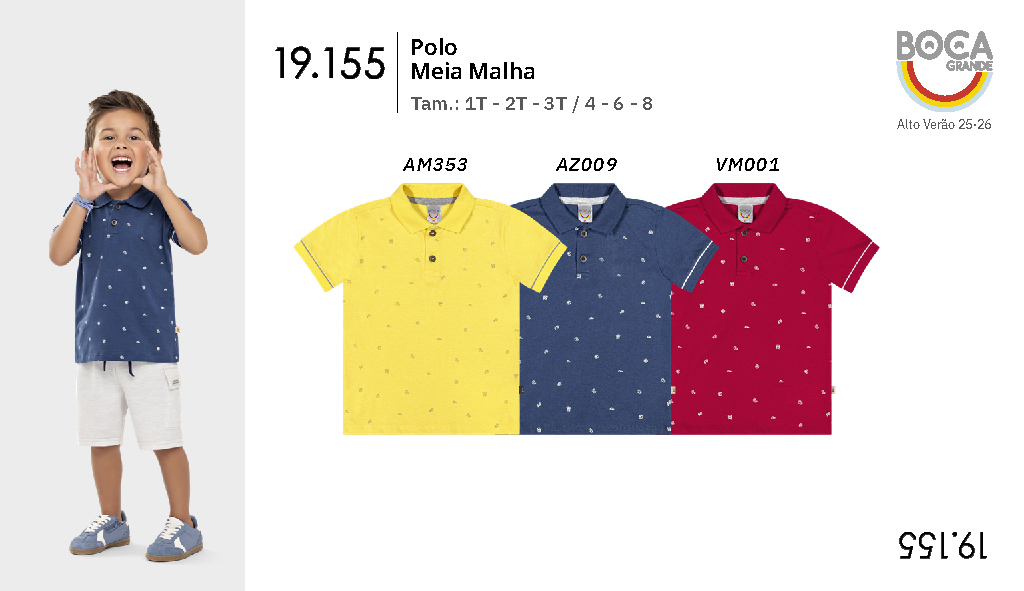 19.155
Polo
Meia Malha
Tam.: 1T - 2T - 3T / 4 - 6 - 8
BOCA
GRANDE
Alto Verão 25-26
AM353
AZ009
VM001
19.155